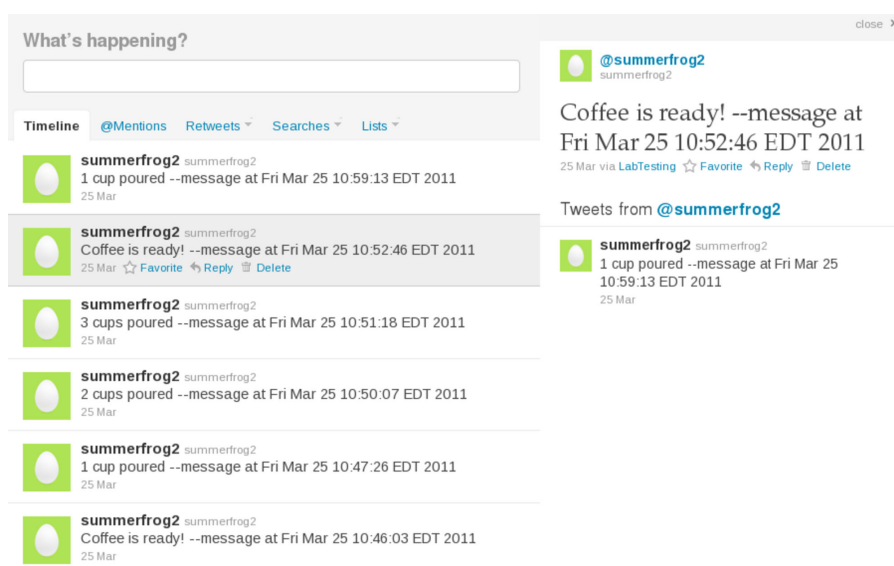 What's happening?
Timeline @Mentions Retweets Searches Lists
summerfrog2 summerfrog2
1 cup poured --message at Fri Mar 25 10:59:13 EDT 2011
25 Mar
summerfrog2 summerfrog2
Coffee is ready! --message at Fri Mar 25 10:52:46 EDT 2011
25 Mar Favorite Reply Delete
summerfrog2 summerfrog2
3 cups poured --message at Fri Mar 25 10:51:18 EDT 2011
25 Mar
summerfrog2 summerfrog2
2 cups poured --message at Fri Mar 25 10:50:07 EDT 2011
25 Mar
summerfrog2 summerfrog2
1 cup poured --message at Fri Mar 25 10:47:26 EDT 2011
25 Mar
summerfrog2 summerfrog2
Coffee is ready! --message at Fri Mar 25 10:46:03 EDT 2011
25 Mar
close
@summerfrog2
summerfrog2
Coffee is ready! --message at
Fri Mar 25 10:52:46 EDT 2011
25 Mar via LabTesting Favorite Reply Delete
Tweets from @summerfrog2
summerfrog2 summerfrog2
1 cup poured --message at Fri Mar 25
10:59:13 EDT 2011
25 Mar